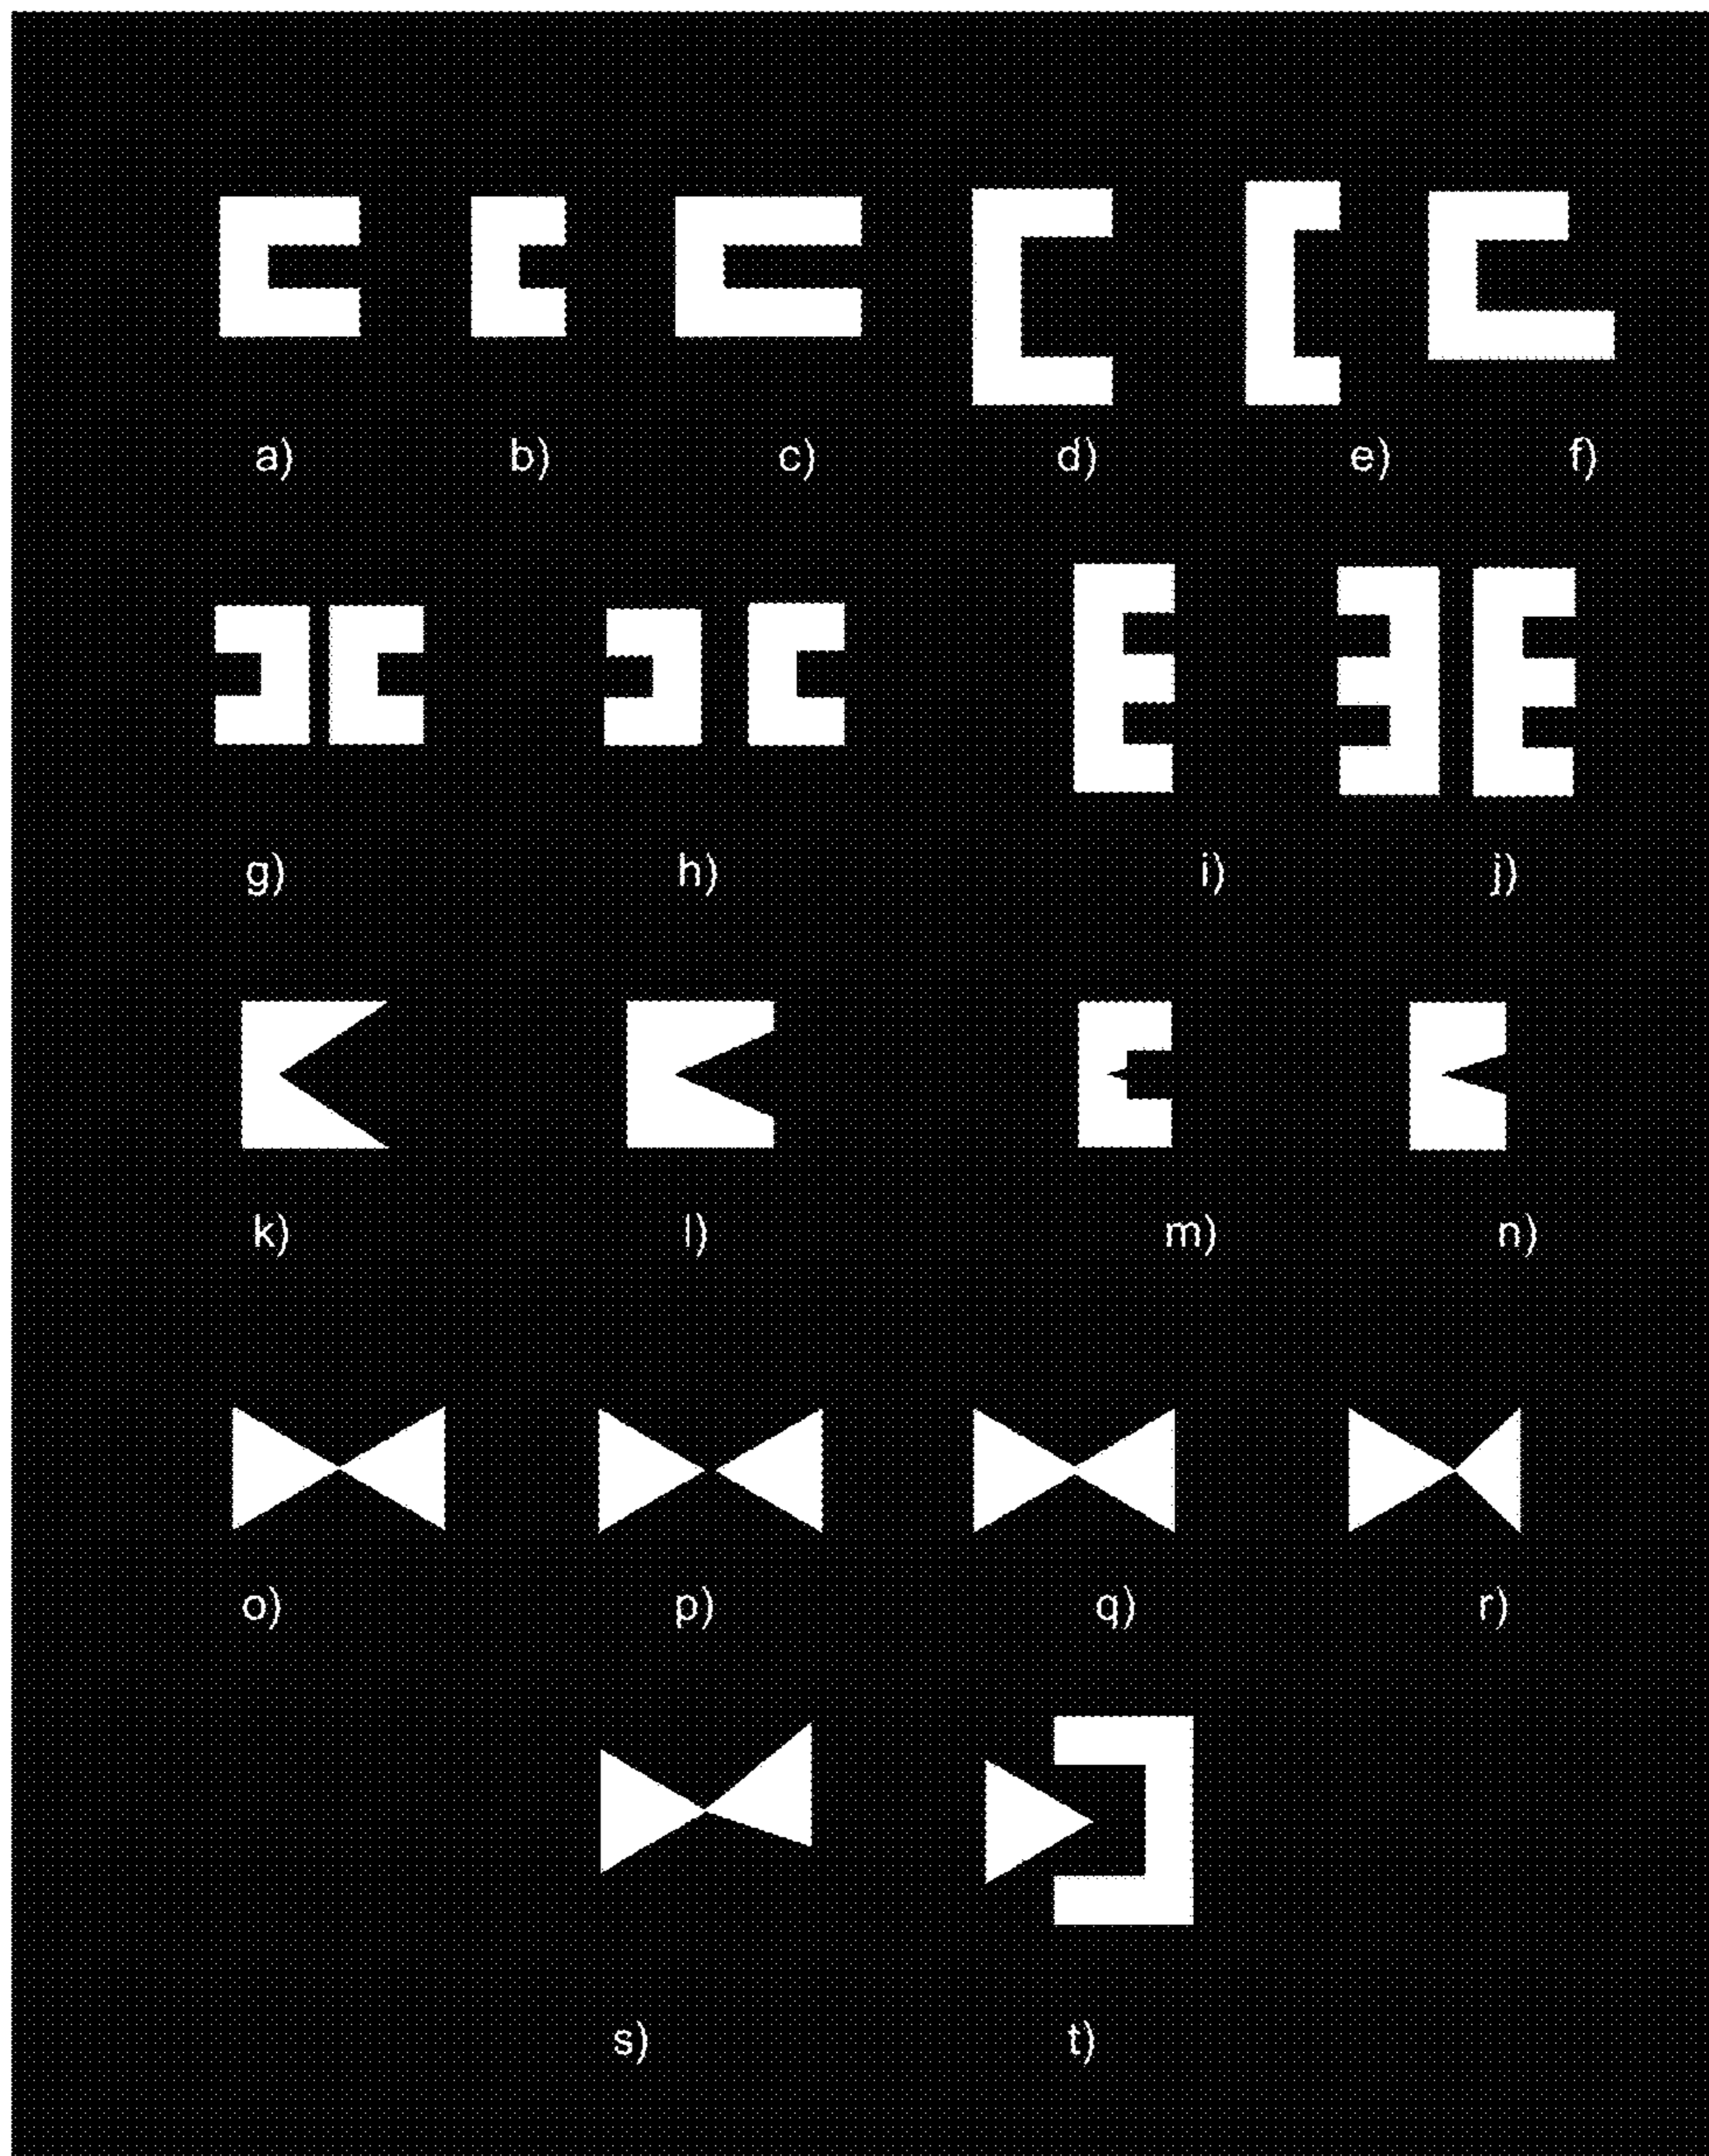 a) b) c) d) e) f)
g) h) i) j)
k) l) m) n)
o) p) q) r)
s) t)